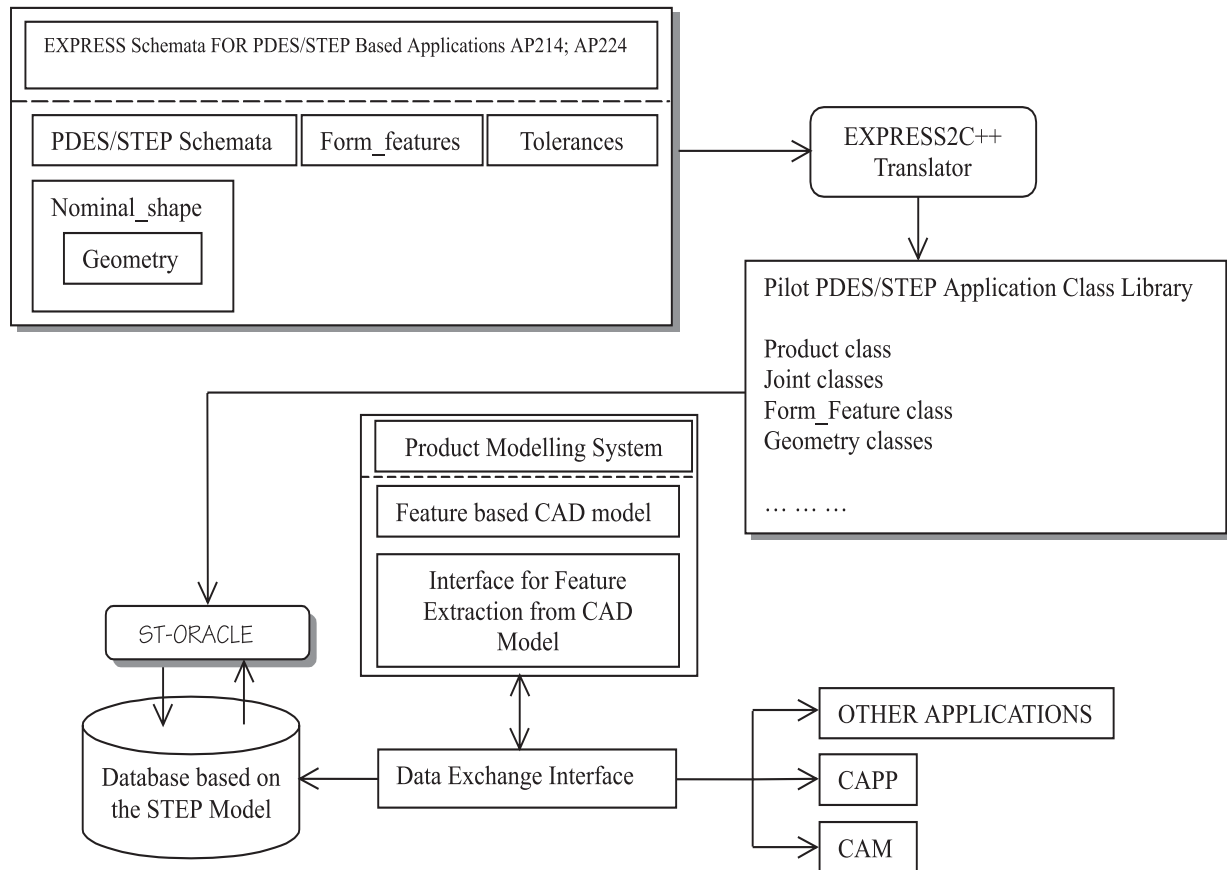 EXPRESS Schemata FOR PDES/STEP Based Applications AP214; AP224
PDES/STEP Schemata
Form_features
Tolerances
Nominal_shape
Geometry
EXPRESS2C++
Translator
Pilot PDES/STEP Application Class Library
Product class
Joint classes
Form_Feature class
Geometry classes
... ... ...
Product Modelling System
Feature based CAD model
Interface for Feature
Extraction from CAD
Model
ST-ORACLE
Database based on
the STEP Model
Data Exchange Interface
OTHER APPLICATIONS
CAPP
CAM